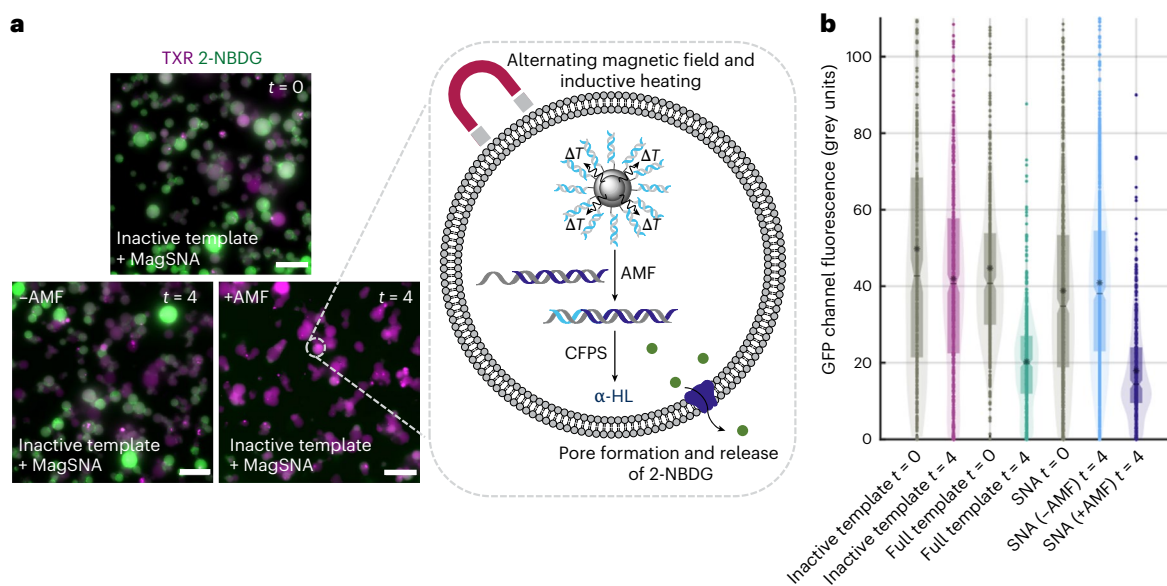 a
TXR 2-NBDG
t = 0
Inactive template
+ MagSNA
–AMF
t = 4
Inactive template
+ MagSNA
+AMF
t = 4
Inactive template
+ MagSNA
Alternating magnetic field and
inductive heating
ΔT
ΔT
ΔT
ΔT
AMF
CFPS
α-HL
Pore formation and release
of 2-NBDG
b
GFP channel fluorescence (grey units)
100
80
60
40
20
0
Inactive template t = 0
Inactive template t = 4
Full template t = 0
Full template t = 4
SNA t = 0
SNA (–AMF) t = 4
SNA (+AMF) t = 4